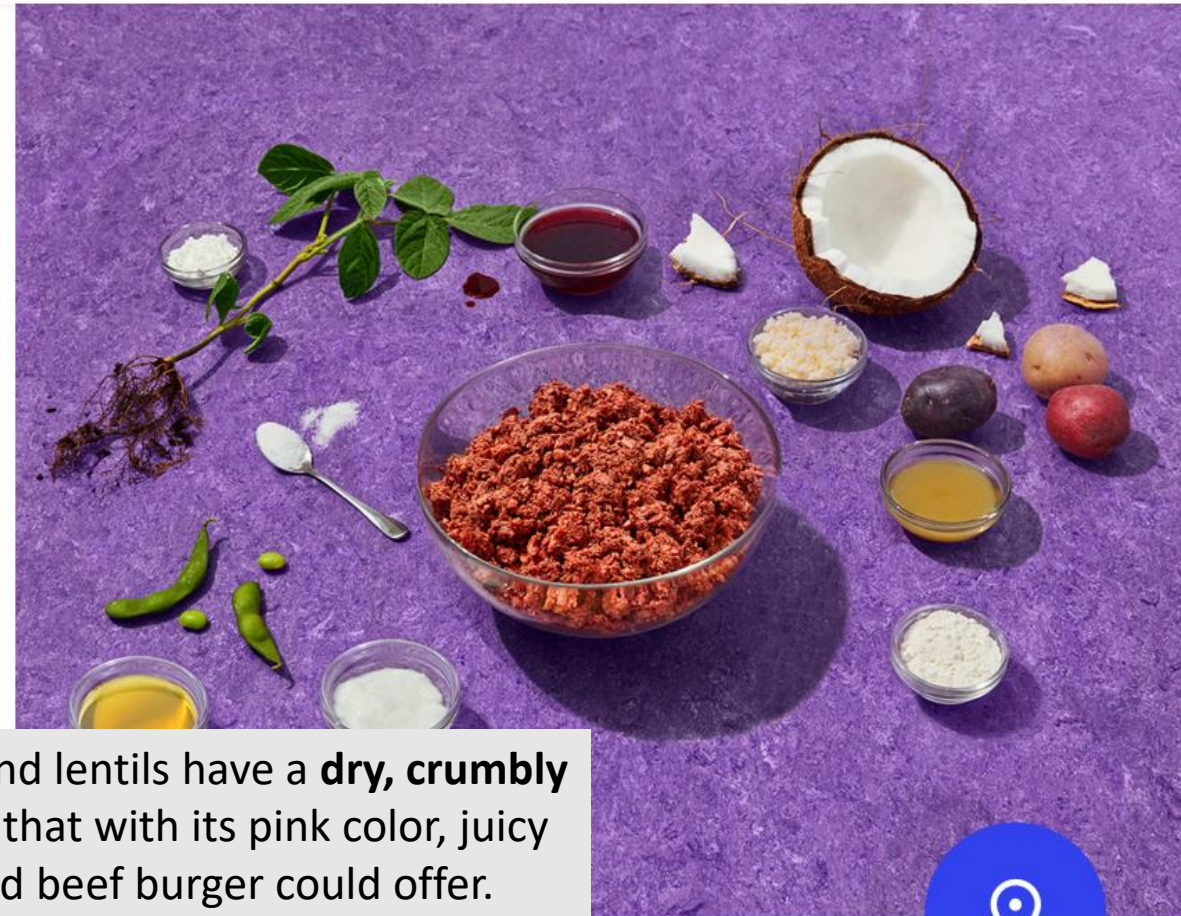 nd lentils have a dry, crumbly
that with its pink color, juicy
d beef burger could offer.